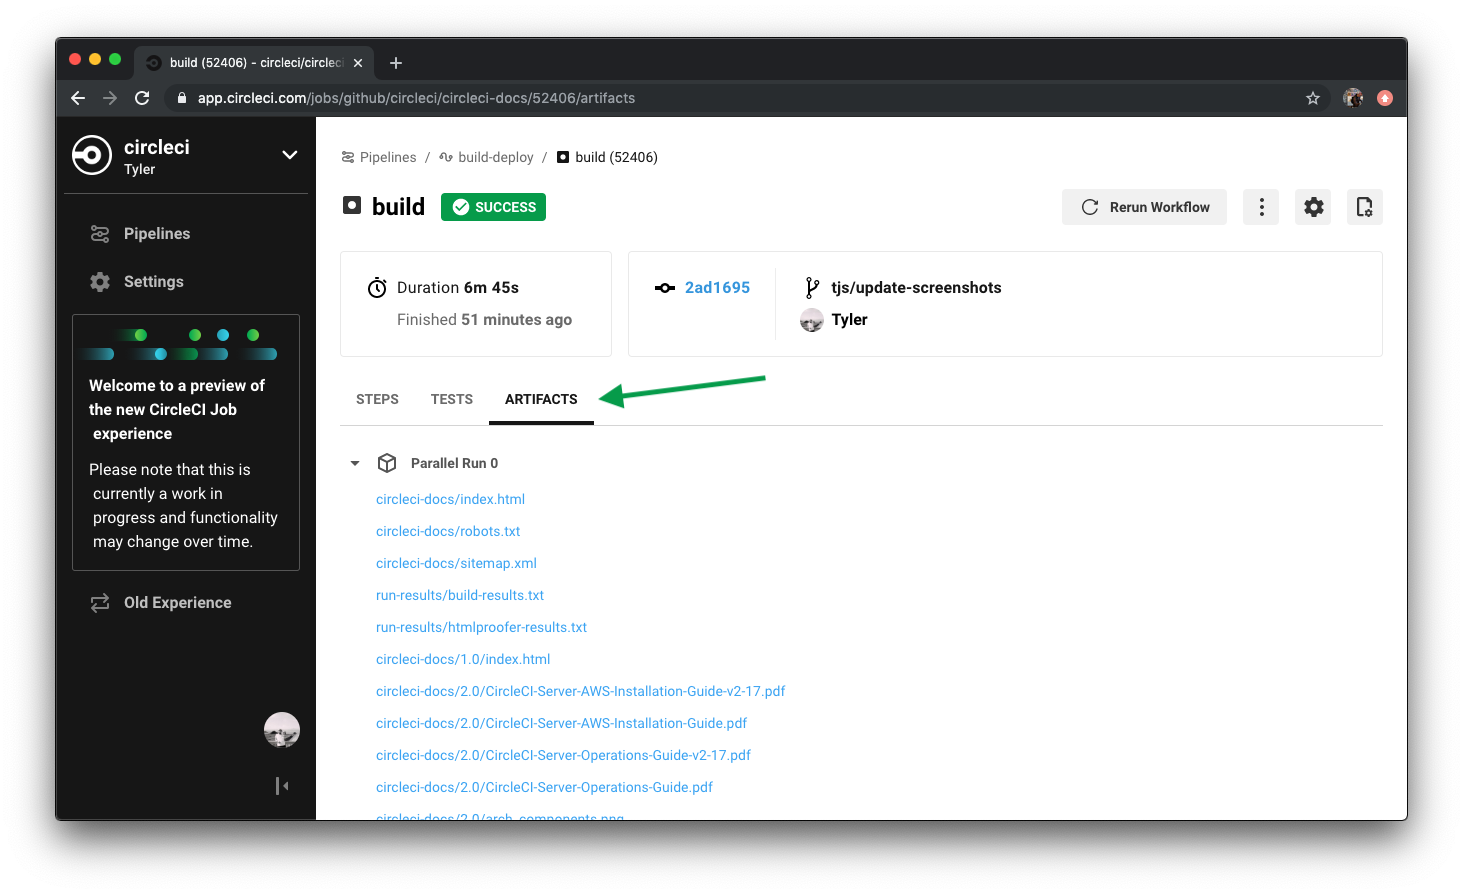 build (52406) - circleci/circleci
app.circleci.com/jobs/github/circleci/circleci-docs/52406/artifacts
circleci
Tyler
Pipelines
Settings
Welcome to a preview of
the new CircleCI Job
experience
Please note that this is
currently a work in
progress and functionality
may change over time.
Old Experience
Pipelines / build-deploy / build (52406)
build SUCCESS
Rerun Workflow
Duration 6m 45s
Finished 51 minutes ago
2ad1695
tjs/update-screenshots
Tyler
STEPS TESTS ARTIFACTS
Parallel Run 0
circleci-docs/index.html
circleci-docs/robots.txt
circleci-docs/sitemap.xml
run-results/build-results.txt
run-results/htmlproofer-results.txt
circleci-docs/1.0/index.html
circleci-docs/2.0/CircleCI-Server-AWS-Installation-Guide-v2-17.pdf
circleci-docs/2.0/CircleCI-Server-AWS-Installation-Guide.pdf
circleci-docs/2.0/CircleCI-Server-Operations-Guide-v2-17.pdf
circleci-docs/2.0/CircleCI-Server-Operations-Guide.pdf
circleci-docs/2.0/arch_components.png